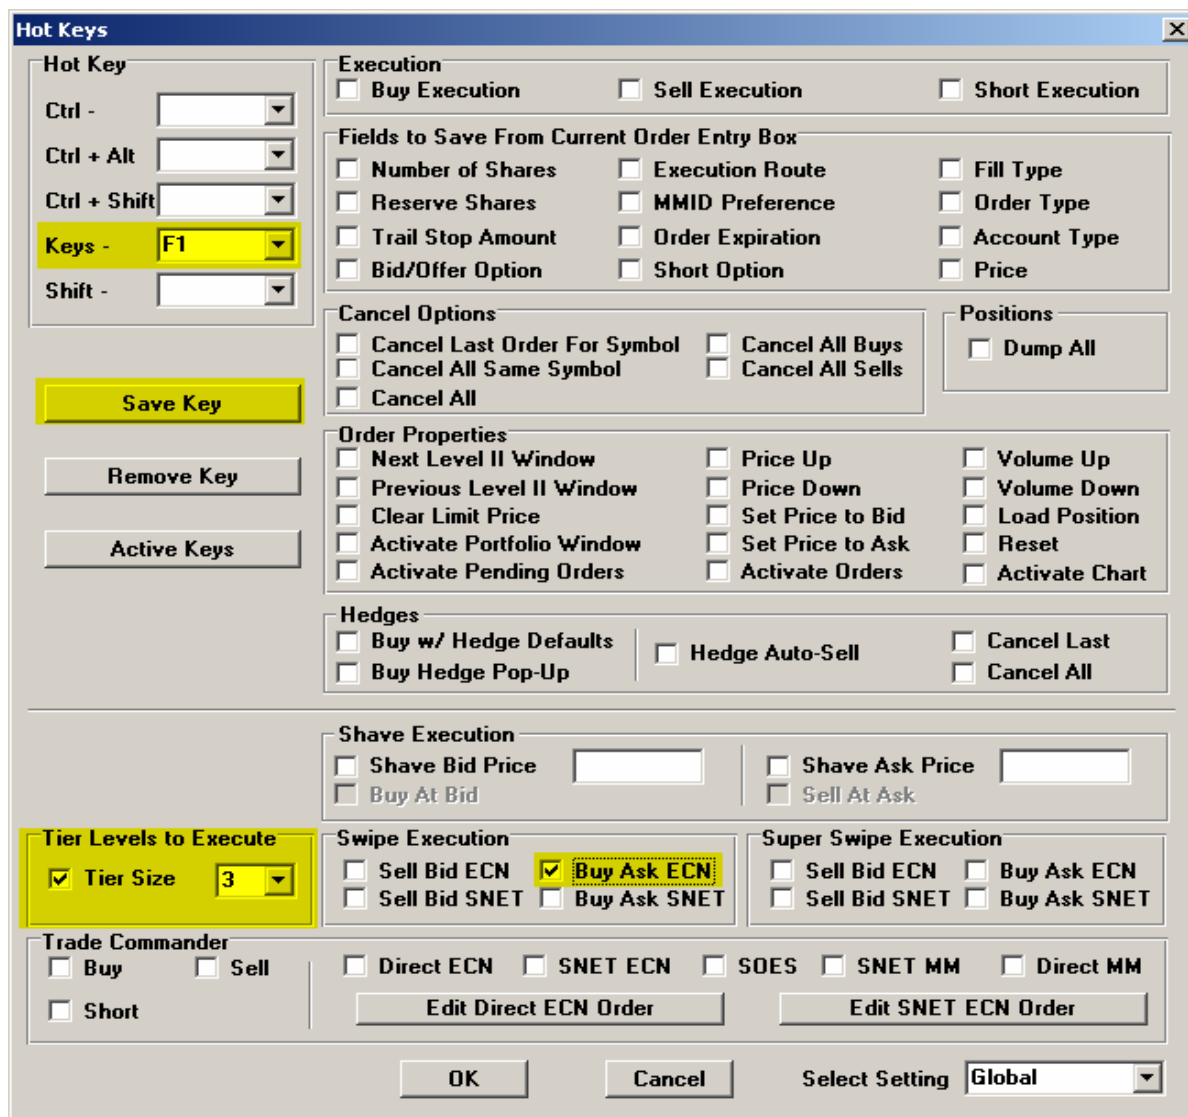 Hot Keys
Hot Key
Ctrl -
Ctrl + Alt
Ctrl + Shift
Keys - F1
Shift -
Save Key
Remove Key
Active Keys
Execution
Buy Execution Sell Execution Short Execution
Fields to Save From Current Order Entry Box
Number of Shares Execution Route Fill Type
Reserve Shares MMID Preference Order Type
Trail Stop Amount Order Expiration Account Type
Bid/Offer Option Short Option Price
Cancel Options
Cancel Last Order For Symbol Cancel All Buys
Cancel All Same Symbol Cancel All Sells
Cancel All
Positions
Dump All
Order Properties
Next Level II Window Price Up Volume Up
Previous Level II Window Price Down Volume Down
Clear Limit Price Set Price to Bid Load Position
Activate Portfolio Window Set Price to Ask Reset
Activate Pending Orders Activate Orders Activate Chart
Hedges
Buy w/ Hedge Defaults Hedge Auto-Sell Cancel Last
Buy Hedge Pop-Up Cancel All
Shave Execution
Shave Bid Price Shave Ask Price
Buy At Bid Sell At Ask
Tier Levels to Execute
Tier Size 3
Swipe Execution
Sell Bid ECN Buy Ask ECN
Sell Bid SNET Buy Ask SNET
Super Swipe Execution
Sell Bid ECN Buy Ask ECN
Sell Bid SNET Buy Ask SNET
Trade Commander
Buy Sell Direct ECN SNET ECN SOES SNET MM Direct MM
Short Edit Direct ECN Order Edit SNET ECN Order
OK Cancel Select Setting Global